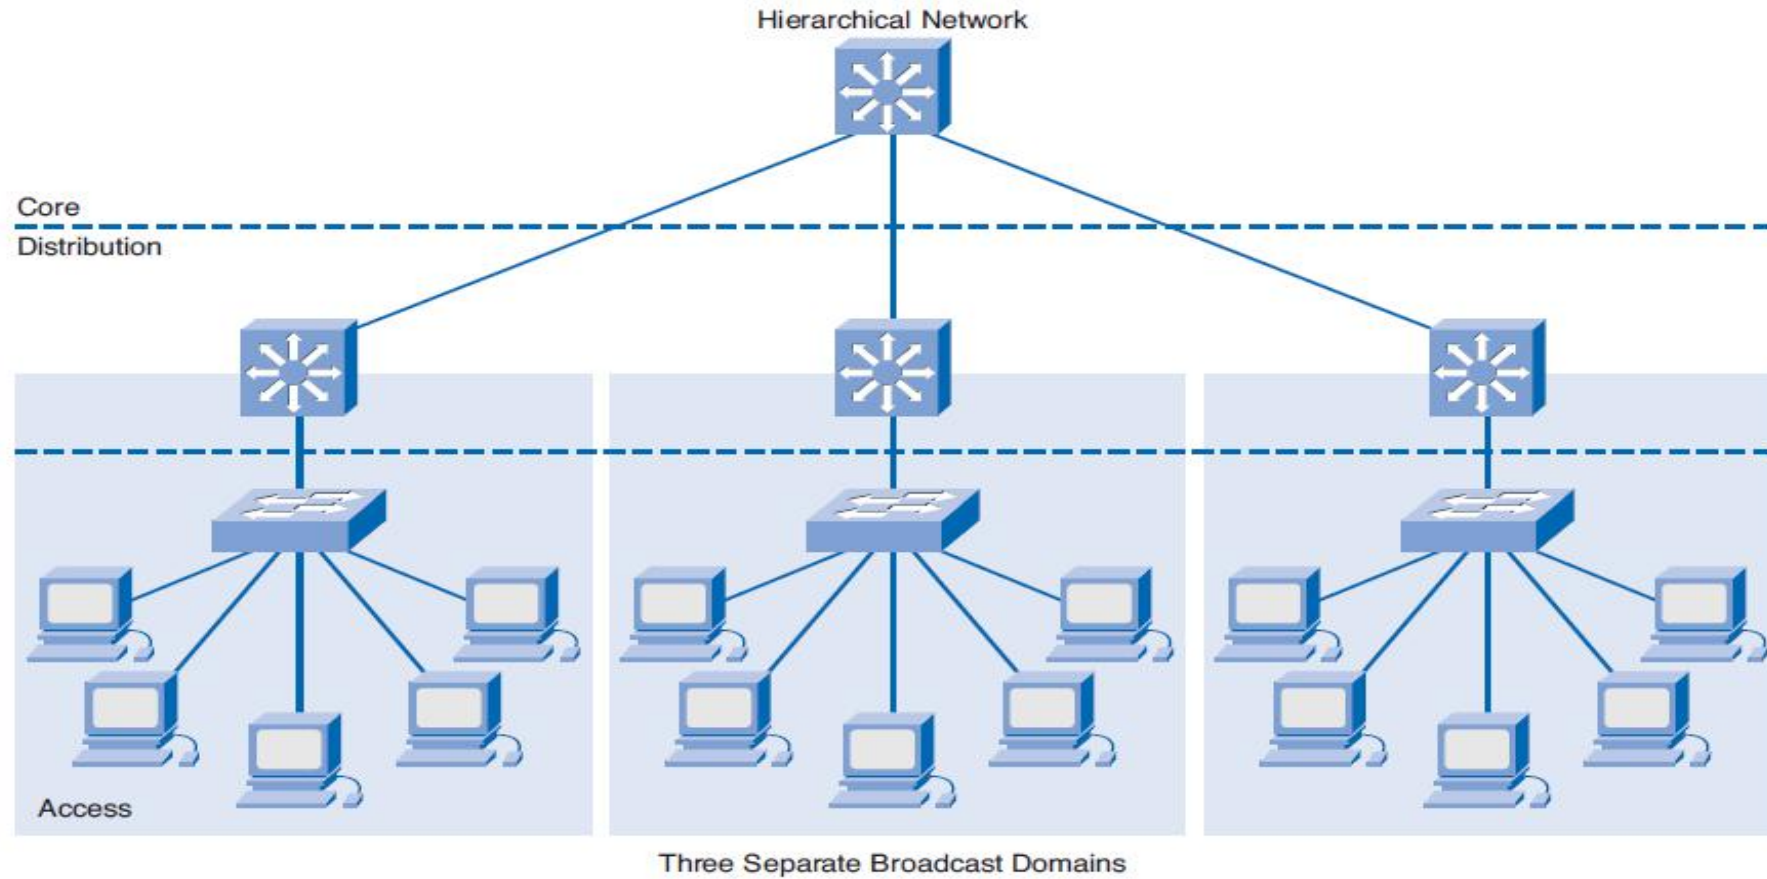 Hierarchical Network
Core
Distribution
Access
Three Separate Broadcast Domains